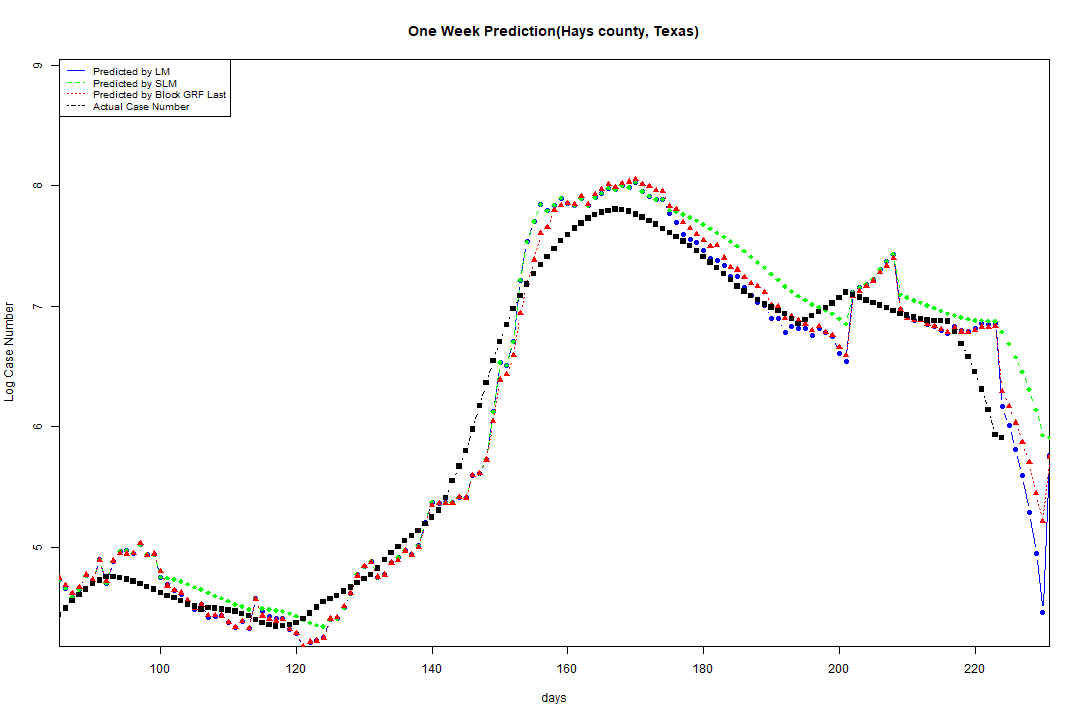 One Week Prediction(Hays county, Texas)
Predicted by LM
Predicted by SLM
Predicted by Block GRF Last
Actual Case Number
Log Case Number
9
8
7
6
5
100 120 140 160 180 200 220
days